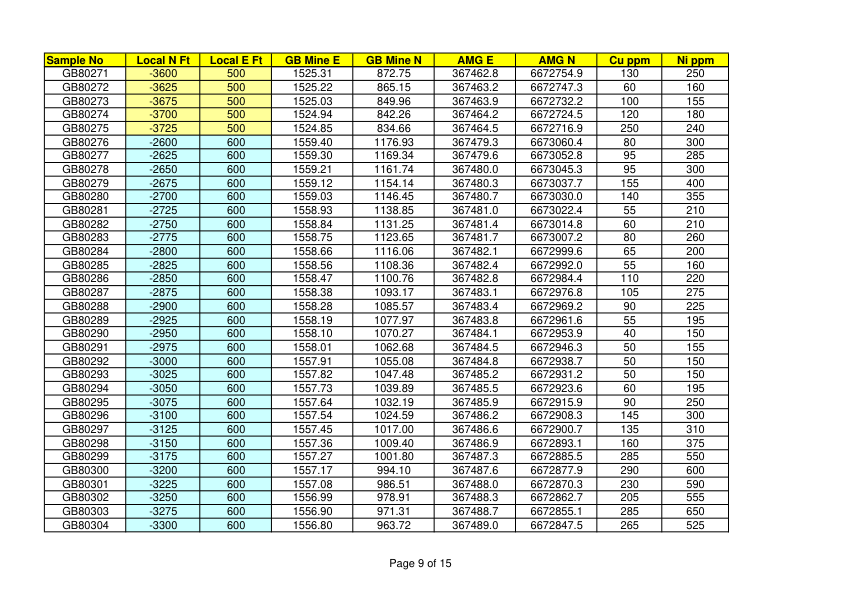 Sample No Local N Ft Local E Ft GB Mine E GB Mine N AMG E AMG N Cu ppm Ni ppm
GB80271 -3600 500 1525.31 872.75 367462.8 6672754.9 130 250
GB80272 -3625 500 1525.22 865.15 367463.2 6672747.3 60 160
GB80273 -3675 500 1525.03 849.96 367463.9 6672732.2 100 155
GB80274 -3700 500 1524.94 842.26 367464.2 6672724.5 120 180
GB80275 -3725 500 1524.85 834.66 367464.5 6672716.9 250 240
GB80276 -2600 600 1559.40 1176.93 367479.3 6673060.4 80 300
GB80277 -2625 600 1559.30 1169.34 367479.6 6673052.8 95 285
GB80278 -2650 600 1559.21 1161.74 367480.0 6673045.3 95 300
GB80279 -2675 600 1559.12 1154.14 367480.3 6673037.7 155 400
GB80280 -2700 600 1559.03 1146.45 367480.7 6673030.0 140 355
GB80281 -2725 600 1558.93 1138.85 367481.0 6673022.4 55 210
GB80282 -2750 600 1558.84 1131.25 367481.4 6673014.8 60 210
GB80283 -2775 600 1558.75 1123.65 367481.7 6673007.2 80 260
GB80284 -2800 600 1558.66 1116.06 367482.1 6672999.6 65 200
GB80285 -2825 600 1558.56 1108.36 367482.4 6672992.0 55 160
GB80286 -2850 600 1558.47 1100.76 367482.8 6672984.4 110 220
GB80287 -2875 600 1558.38 1093.17 367483.1 6672976.8 105 275
GB80288 -2900 600 1558.28 1085.57 367483.4 6672969.2 90 225
GB80289 -2925 600 1558.19 1077.97 367483.8 6672961.6 55 195
GB80290 -2950 600 1558.10 1070.27 367484.1 6672953.9 40 150
GB80291 -2975 600 1558.01 1062.68 367484.5 6672946.3 50 155
GB80292 -3000 600 1557.91 1055.08 367484.8 6672938.7 50 150
GB80293 -3025 600 1557.82 1047.48 367485.2 6672931.2 50 150
GB80294 -3050 600 1557.73 1039.89 367485.5 6672923.6 60 195
GB80295 -3075 600 1557.64 1032.19 367485.9 6672915.9 90 250
GB80296 -3100 600 1557.54 1024.59 367486.2 6672908.3 145 300
GB80297 -3125 600 1557.45 1017.00 367486.6 6672900.7 135 310
GB80298 -3150 600 1557.36 1009.40 367486.9 6672893.1 160 375
GB80299 -3175 600 1557.27 1001.80 367487.3 6672885.5 285 550
GB80300 -3200 600 1557.17 994.10 367487.6 6672877.9 290 600
GB80301 -3225 600 1557.08 986.51 367488.0 6672870.3 230 590
GB80302 -3250 600 1556.99 978.91 367488.3 6672862.7 205 555
GB80303 -3275 600 1556.90 971.31 367488.7 6672855.1 285 650
GB80304 -3300 600 1556.80 963.72 367489.0 6672847.5 265 525
Page 9 of 15